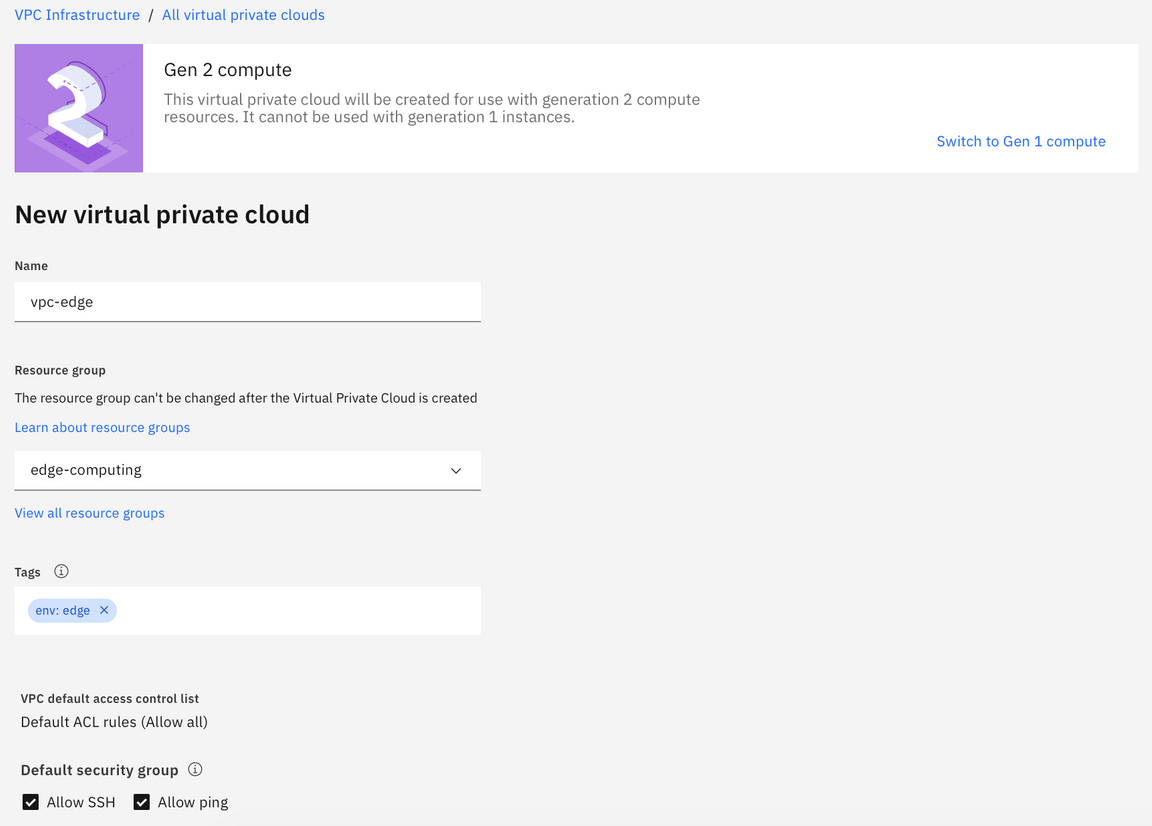 VPC Infrastructure / All virtual private clouds
Gen 2 compute
This virtual private cloud will be created for use with generation 2 compute
resources. It cannot be used with generation 1 instances.
Switch to Gen 1 compute
New virtual private cloud
Name
vpc-edge
Resource group
The resource group can't be changed after the Virtual Private Cloud is created
Learn about resource groups
edge-computing
View all resource groups
Tags
env: edge
VPC default access control list
Default ACL rules (Allow all)
Default security group
Allow SSH Allow ping